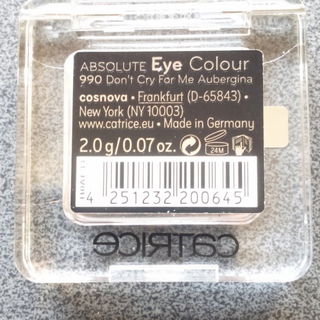 ABSOLUTE Eye Colour
990 Don't Cry For Me Aubergina
cosnova • Frankfurt (D-65843) •
New York (NY 10003)
www.catrice.eu • Made in Germany
2.0 g/0.07 oz.
24M
4 251232 200645
CATRICE